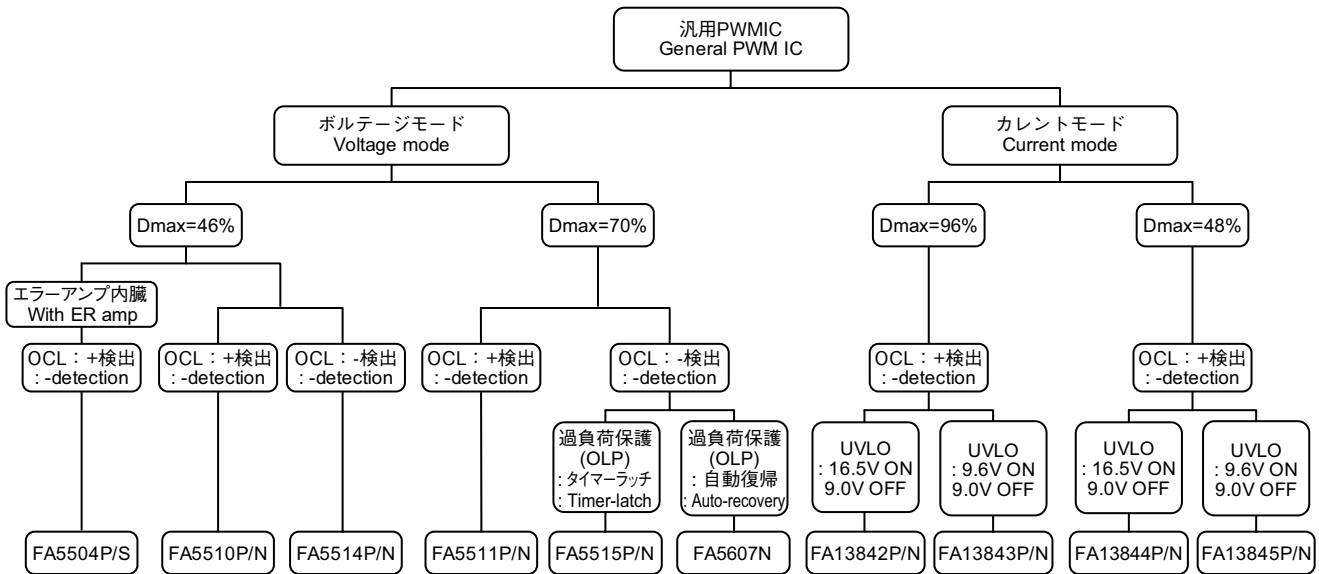 汎用PWMIC
General PWM IC
ボルテージモード
Voltage mode
カレントモード
Current mode
Dmax=46%
Dmax=70%
Dmax=96%
Dmax=48%
エラーアンプ内臓
With ER amp
OCL：+検出
: -detection
OCL：+検出
: -detection
OCL：-検出
: -detection
OCL：+検出
: -detection
OCL：-検出
: -detection
OCL：+検出
: -detection
OCL：+検出
: -detection
過負荷保護
(OLP)
: タイマーラッチ
: Timer-latch
過負荷保護
(OLP)
: 自動復帰
: Auto-recovery
UVLO
: 16.5V ON
9.0V OFF
UVLO
: 9.6V ON
9.0V OFF
UVLO
: 16.5V ON
9.0V OFF
UVLO
: 9.6V ON
9.0V OFF
FA5504P/S
FA5510P/N
FA5514P/N
FA5511P/N
FA5515P/N
FA5607N
FA13842P/N
FA13843P/N
FA13844P/N
FA13845P/N